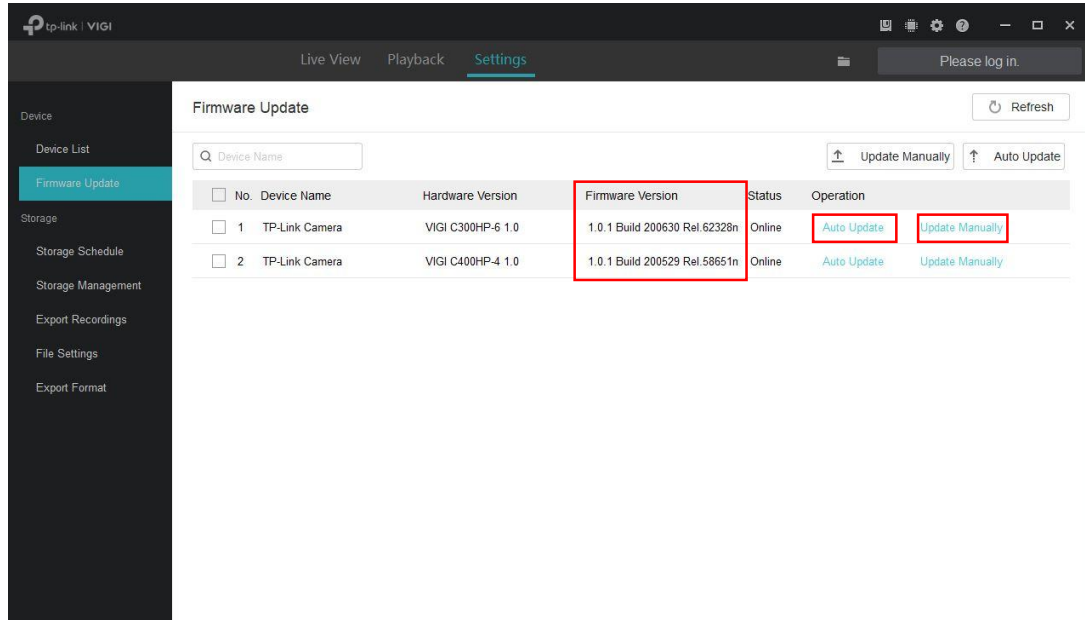 tp-link | VIGI
Live View Playback Settings Please log in.
Device
Device List
Firmware Update
Storage
Storage Schedule
Storage Management
Export Recordings
File Settings
Export Format
Firmware Update Refresh
Device Name Update Manually Auto Update
No. Device Name Hardware Version Firmware Version Status Operation
1 TP-Link Camera VIGI C300HP-6 1.0 1.0.1 Build 200630 Rel.62328n Online Auto Update Update Manually
2 TP-Link Camera VIGI C400HP-4 1.0 1.0.1 Build 200529 Rel.58651n Online Auto Update Update Manually